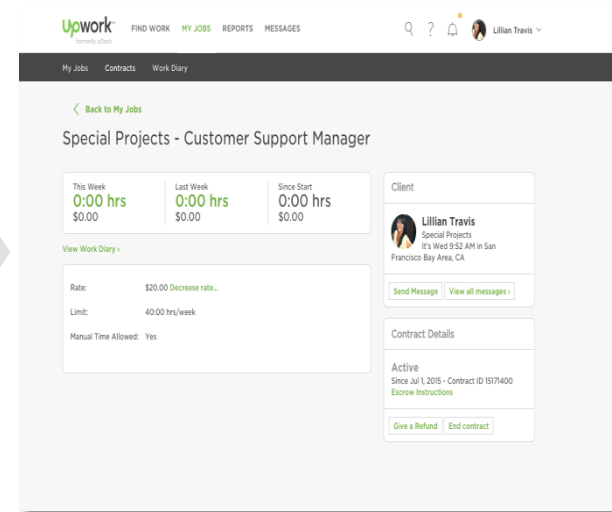 Upwork
formerly oDesk
FIND WORK MY JOBS REPORTS MESSAGES
Lillian Travis
My Jobs Contracts Work Diary
Back to My Jobs
Special Projects - Customer Support Manager
This Week
0:00 hrs
$0.00
Last Week
0:00 hrs
$0.00
Since Start
0:00 hrs
$0.00
View Work Diary ›
Rate: $20.00 Decrease rate...
Limit: 40:00 hrs/week
Manual Time Allowed: Yes
Client
Lillian Travis
Special Projects
It's Wed 9:52 AM in San
Francisco Bay Area, CA
Send Message View all messages ›
Contract Details
Active
Since Jul 1, 2015 - Contract ID 15171400
Escrow Instructions
Give a Refund End contract